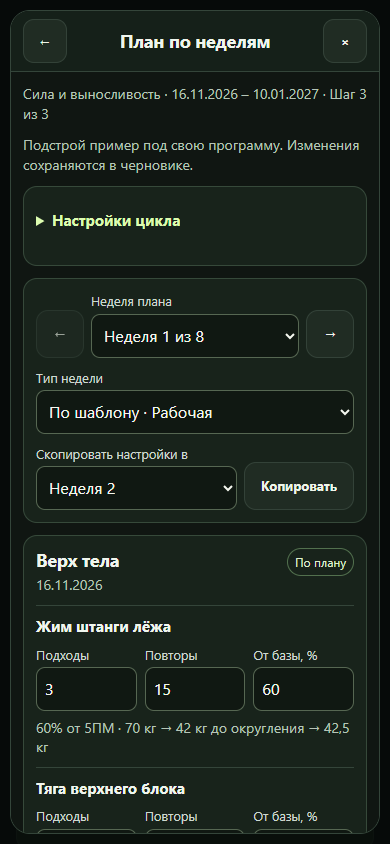 ←
План по неделям
×
Сила и выносливость · 16.11.2026 – 10.01.2027 · Шаг 3
из 3
Подстрой пример под свою программу. Изменения
сохраняются в черновике.
▶ Настройки цикла
Неделя плана
←
Неделя 1 из 8
→
Тип недели
По шаблону · Рабочая
Скопировать настройки в
Неделя 2
Копировать
Верх тела
По плану
16.11.2026
Жим штанги лёжа
Подходы Повторы От базы, %
3 15 60
60% от 5ПМ · 70 кг → 42 кг до округления → 42,5
кг
Тяга верхнего блока
Подходы Повторы От базы, %